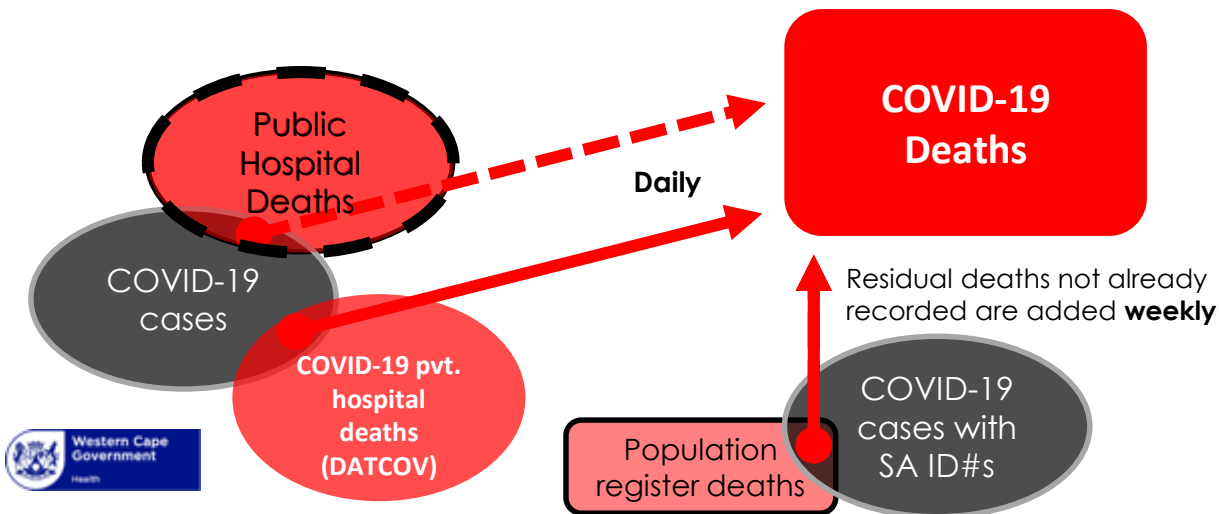 Public
Hospital
Deaths
COVID-19
Deaths
Daily
COVID-19
cases
Residual deaths not already
recorded are added weekly
COVID-19 pvt.
hospital
deaths
(DATCOV)
COVID-19
cases with
SA ID#s
Population
register deaths
Western Cape
Government
Health